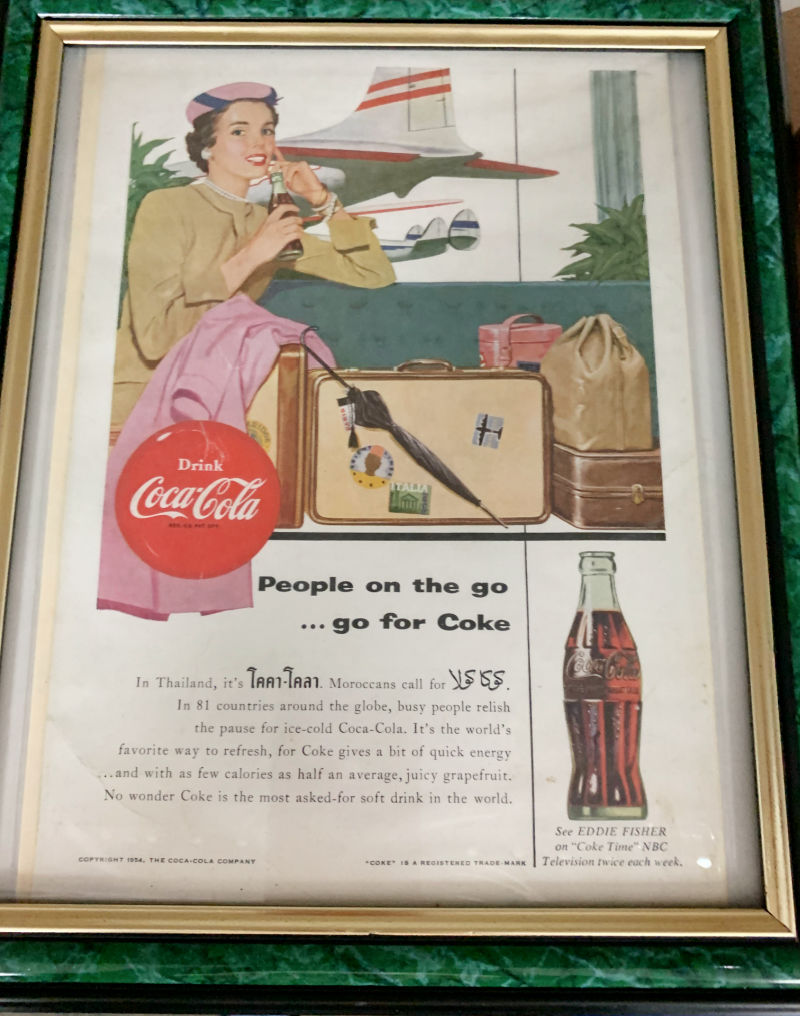 Drink
Coca-Cola
REG. U.S. PAT. OFF.
ITALIA
People on the go
...go for Coke
In Thailand, it's โคคา-โคลา. Moroccans call for
In 81 countries around the globe, busy people relish
the pause for ice-cold Coca-Cola. It's the world's
favorite way to refresh, for Coke gives a bit of quick energy
...and with as few calories as half an average, juicy grapefruit.
No wonder Coke is the most asked-for soft drink in the world.
Coca-Cola
See EDDIE FISHER
on "Coke Time" NBC
Television twice each week.
COPYRIGHT 1954, THE COCA-COLA COMPANY
"COKE" IS A REGISTERED TRADE-MARK